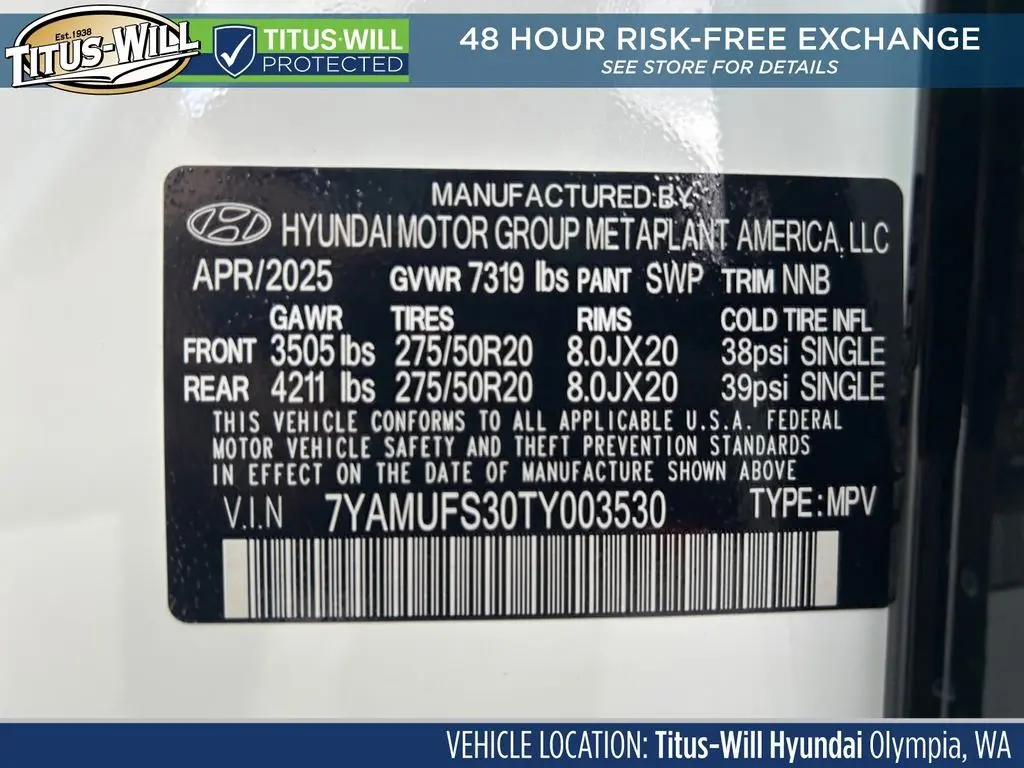 Est. 1938
TITUS-WILL
TITUS-WILL
PROTECTED
48 HOUR RISK-FREE EXCHANGE
SEE STORE FOR DETAILS
MANUFACTURED BY
HYUNDAI MOTOR GROUP METAPLANT AMERICA, LLC
APR/2025 GVWR 7319 lbs PAINT SWP TRIM NNB
GAWR TIRES RIMS COLD TIRE INFL
FRONT 3505 lbs 275/50R20 8.0JX20 38psi SINGLE
REAR 4211 lbs 275/50R20 8.0JX20 39psi SINGLE
THIS VEHICLE CONFORMS TO ALL APPLICABLE U.S.A. FEDERAL
MOTOR VEHICLE SAFETY AND THEFT PREVENTION STANDARDS
IN EFFECT ON THE DATE OF MANUFACTURE SHOWN ABOVE
V.I.N 7YAMUFS30TY003530 TYPE: MPV
VEHICLE LOCATION: Titus-Will Hyundai Olympia, WA